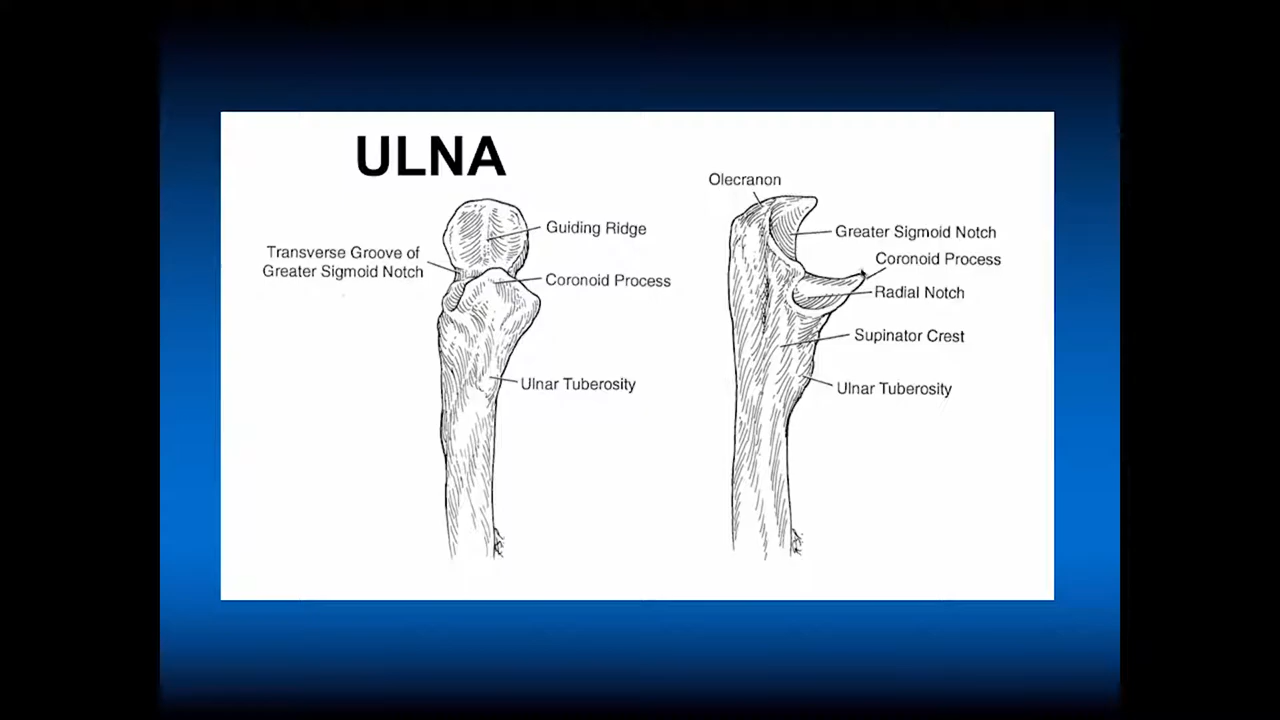 ULNA
Guiding Ridge
Transverse Groove of
Greater Sigmoid Notch
Coronoid Process
Ulnar Tuberosity
Olecranon
Greater Sigmoid Notch
Coronoid Process
Radial Notch
Supinator Crest
Ulnar Tuberosity